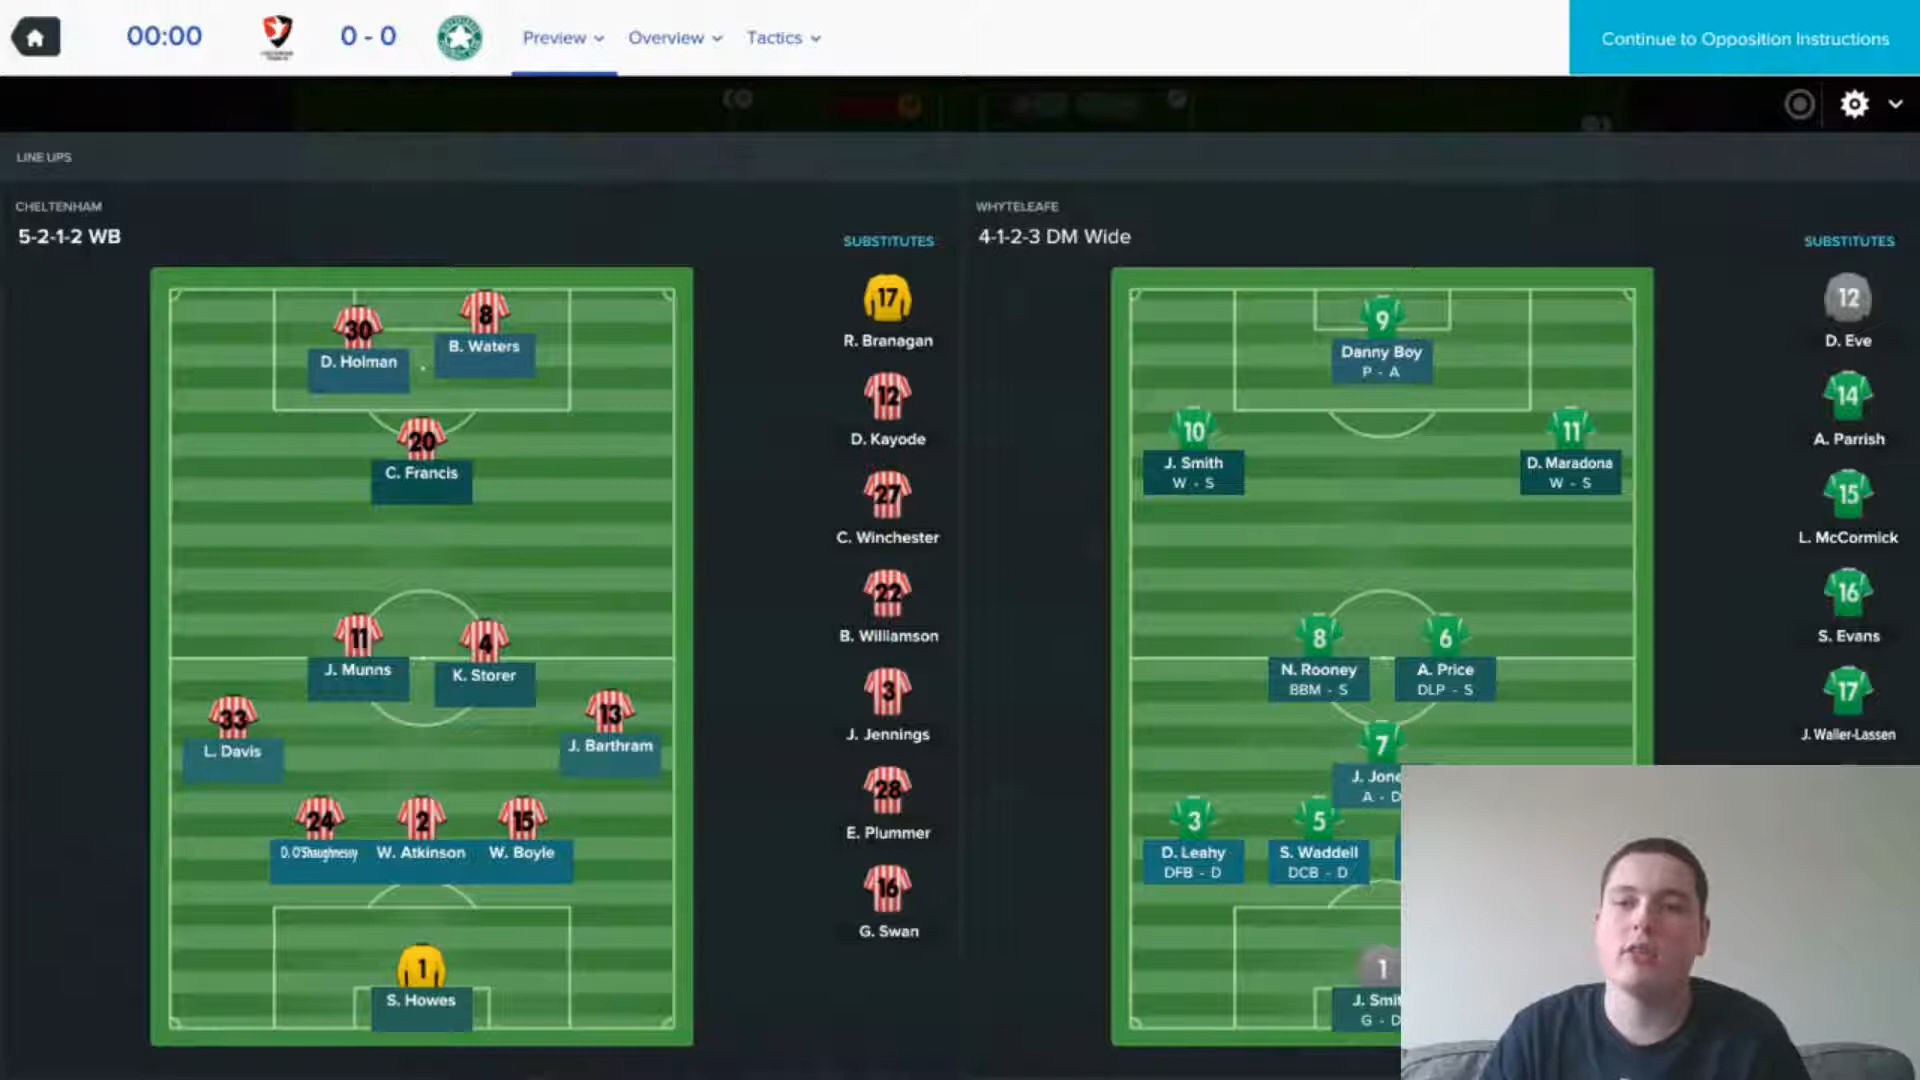 00:00
0 - 0
Preview
Overview
Tactics
Continue to Opposition Instructions
LINE UPS
CHELTENHAM
5-2-1-2 WB
SUBSTITUTES
30
D. Holman
8
B. Waters
20
C. Francis
11
J. Munns
4
K. Storer
33
L. Davis
13
J. Barthram
24
D. O'Shaughnessy
2
W. Atkinson
15
W. Boyle
1
S. Howes
17
R. Branagan
12
D. Kayode
27
C. Winchester
22
B. Williamson
3
J. Jennings
28
E. Plummer
16
G. Swan
WHYTELEAFE
4-1-2-3 DM Wide
SUBSTITUTES
9
Danny Boy
P - A
10
J. Smith
W - S
11
D. Maradona
W - S
8
N. Rooney
BBM - S
6
A. Price
DLP - S
7
J. Jone
A - D
3
D. Leahy
DFB - D
5
S. Waddell
DCB - D
1
J. Smit
G - D
12
D. Eve
14
A. Parrish
15
L. McCormick
16
S. Evans
17
J. Waller-Lassen